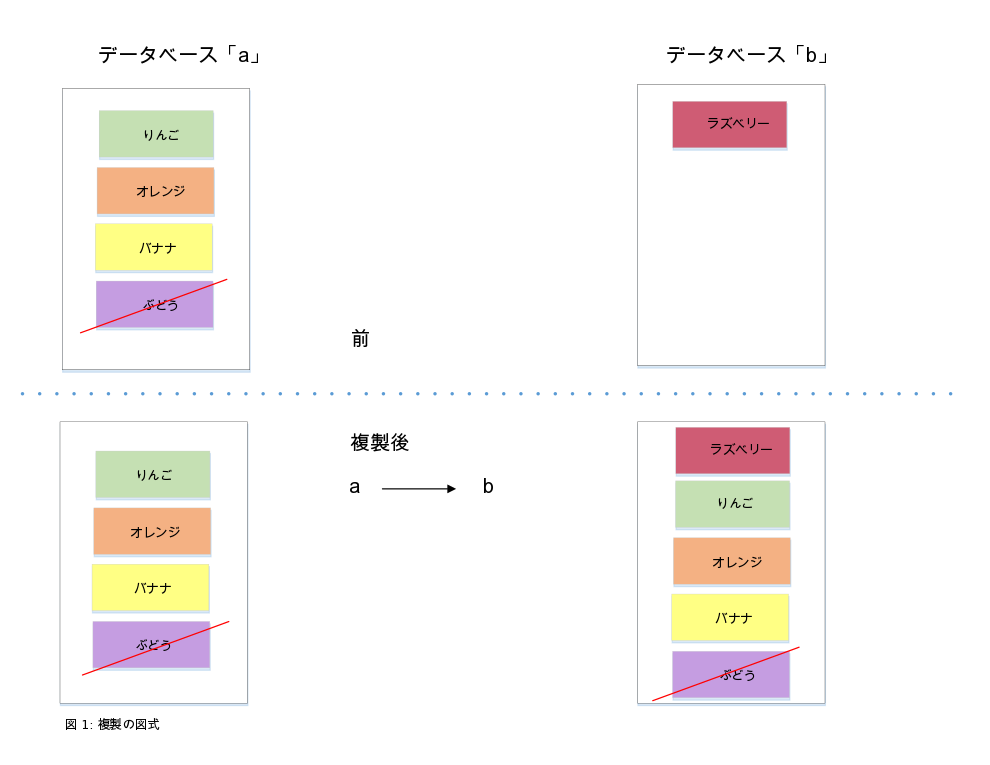 データベース「a」
データベース「b」
りんご
オレンジ
バナナ
ぶどう
ラズベリー
前
複製後
a b
りんご
オレンジ
バナナ
ぶどう
ラズベリー
りんご
オレンジ
バナナ
ぶどう
図 1: 複製の図式